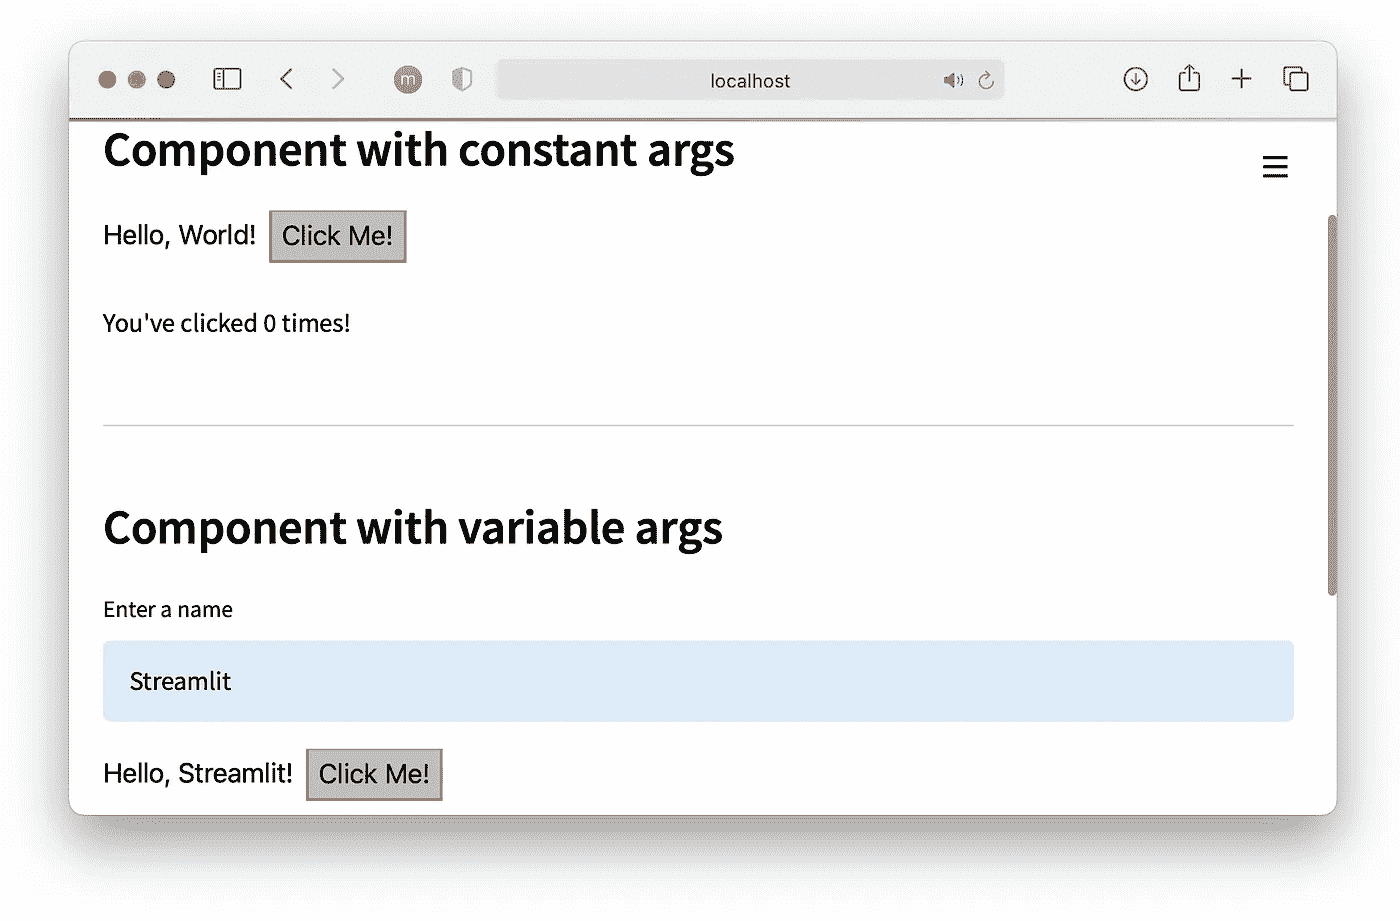 m
localhost
Component with constant args
Hello, World! Click Me!
You've clicked 0 times!
Component with variable args
Enter a name
Streamlit
Hello, Streamlit! Click Me!